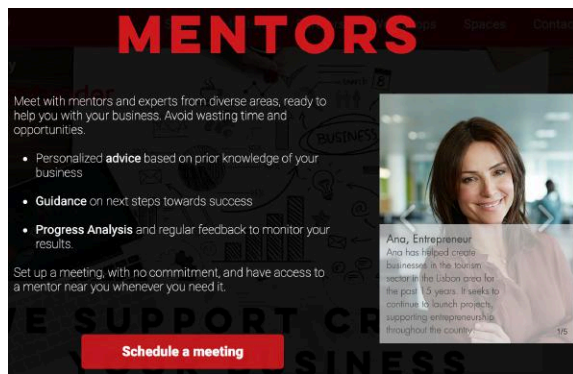 MENTORS
Spaces
Contac
Meet with mentors and experts from diverse areas, ready to
help you with your business. Avoid wasting time and
opportunities.
• Personalized advice based on prior knowledge of your
business
• Guidance on next steps towards success
• Progress Analysis and regular feedback to monitor your
results.
Set up a meeting, with no commitment, and have access to
a mentor near you whenever you need it.
BUSINESS
Ana, Entrepreneur
Ana has helped create
businesses in the tourism
sector in the Lisbon area for
the past 15 years. It seeks to
continue to launch projects,
supporting entrepreneurship
throughout the country.
1/5
SUPPORT
Schedule a meeting
BUSINESS